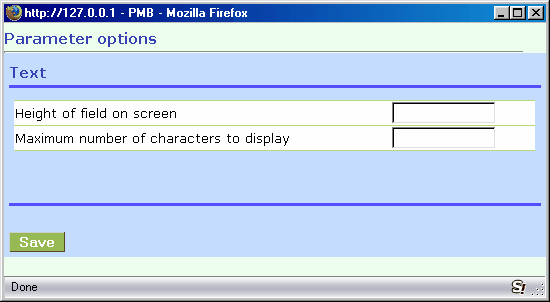 http://127.0.0.1 - PMB - Mozilla Firefox
Parameter options
Text
Height of field on screen
Maximum number of characters to display
Save
Done
S!